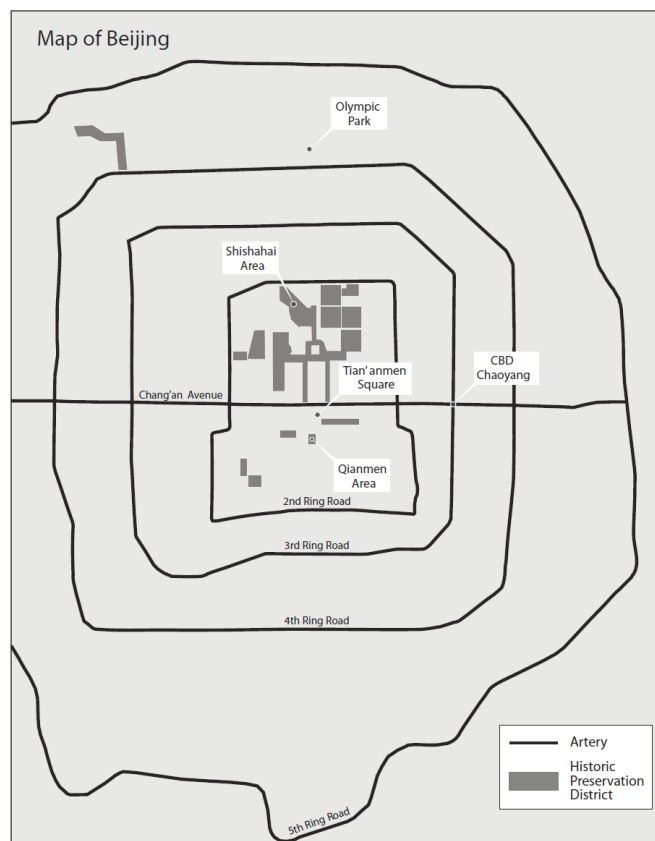 Map of Beijing
Olympic
Park
Shishahai
Area
CBD
Chaoyang
Tian'anmen
Square
Chang'an Avenue
Qianmen
Area
2nd Ring Road
3rd Ring Road
4th Ring Road
Artery
Historic
Preservation
District
5th Ring Road